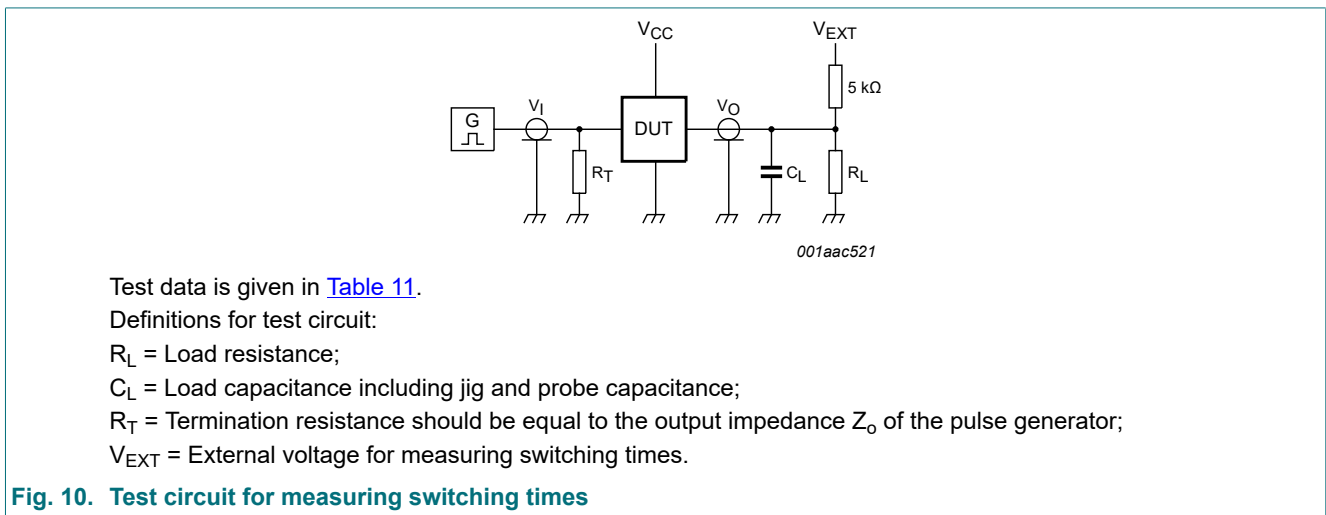 VCC VEXT
5 kΩ
G VI DUT VO
RT CL RL
001aac521
Test data is given in Table 11.
Definitions for test circuit:
RL = Load resistance;
CL = Load capacitance including jig and probe capacitance;
RT = Termination resistance should be equal to the output impedance Zo of the pulse generator;
VEXT = External voltage for measuring switching times.
Fig. 10. Test circuit for measuring switching times